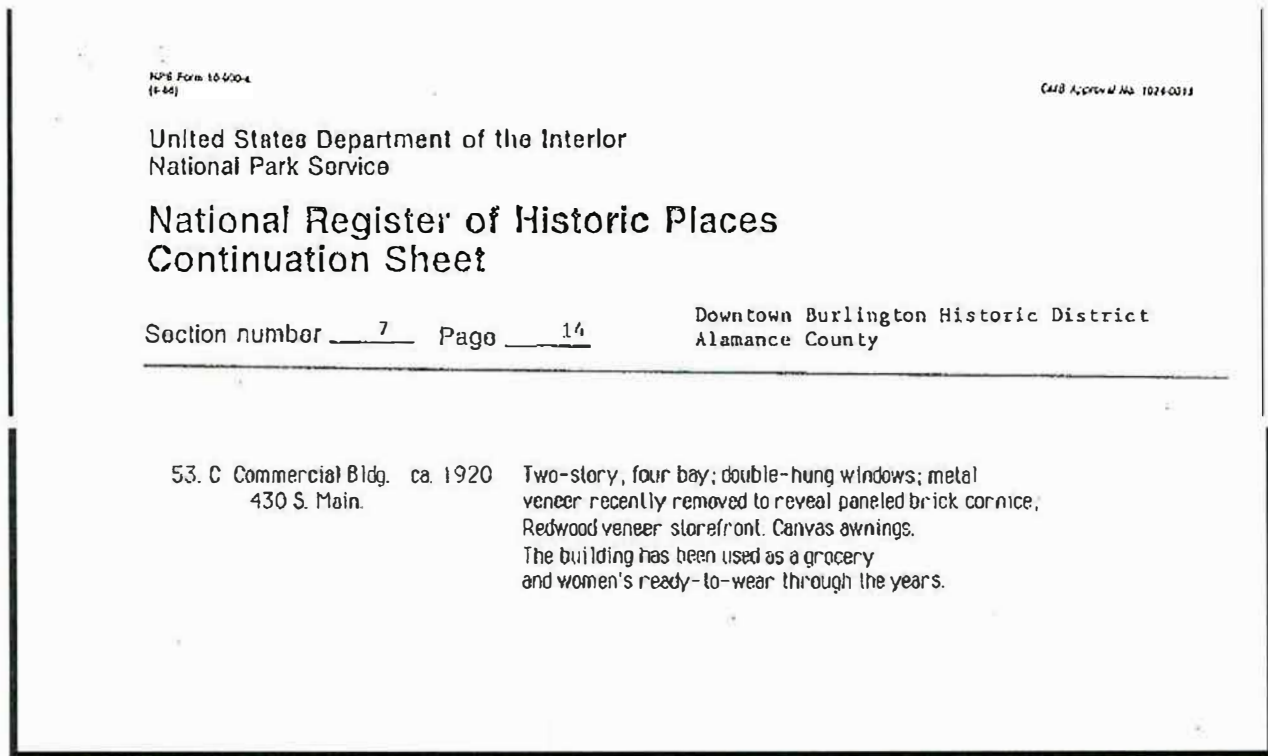 NPS Form 10-900-a
OMB Approval No. 1024-0018
(8-86)
United States Department of the Interior
National Park Service
National Register of Historic Places
Continuation Sheet
Section number 7 Page 14
Downtown Burlington Historic District
Alamance County
53. C Commercial Bldg. ca. 1920 Two-story, four bay; double-hung windows; metal
430 S. Main. veneer recently removed to reveal paneled brick cornice;
Redwood veneer storefront. Canvas awnings.
The building has been used as a grocery
and women's ready-to-wear through the years.